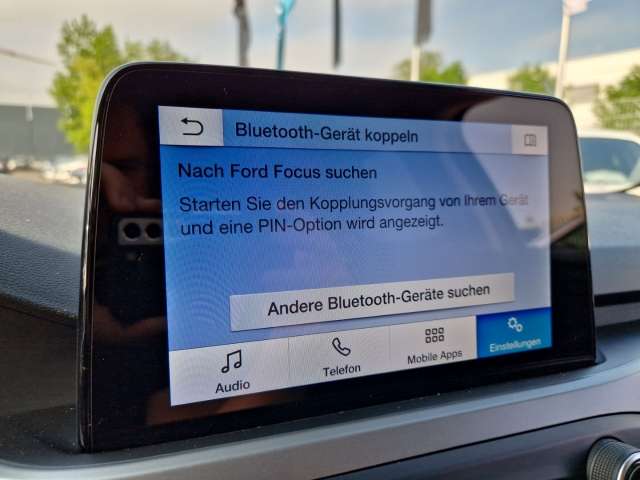 Bluetooth-Gerät koppeln
Nach Ford Focus suchen
Starten Sie den Kopplungsvorgang von Ihrem Gerät
und eine PIN-Option wird angezeigt.
Andere Bluetooth-Geräte suchen
Audio
Telefon
Mobile Apps
Einstellungen